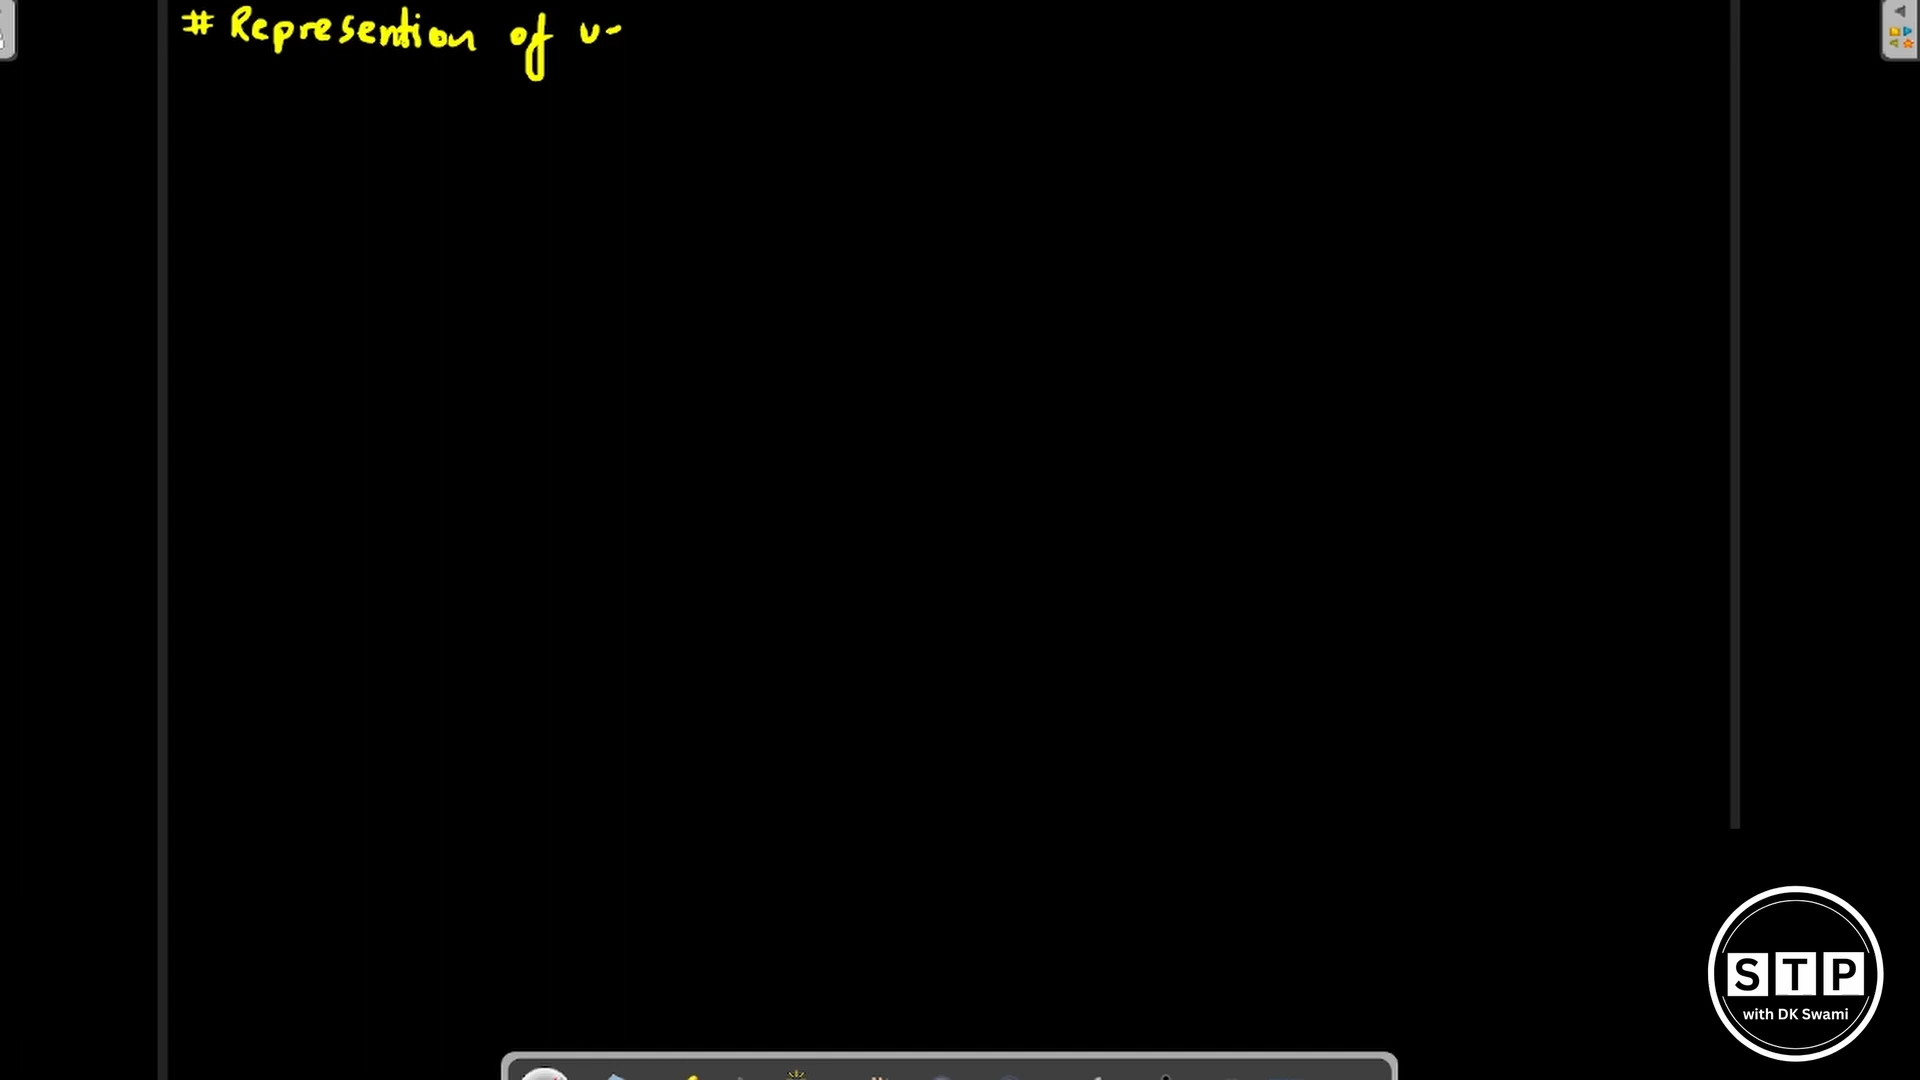 # Represention of v-
STP
with DK Swami